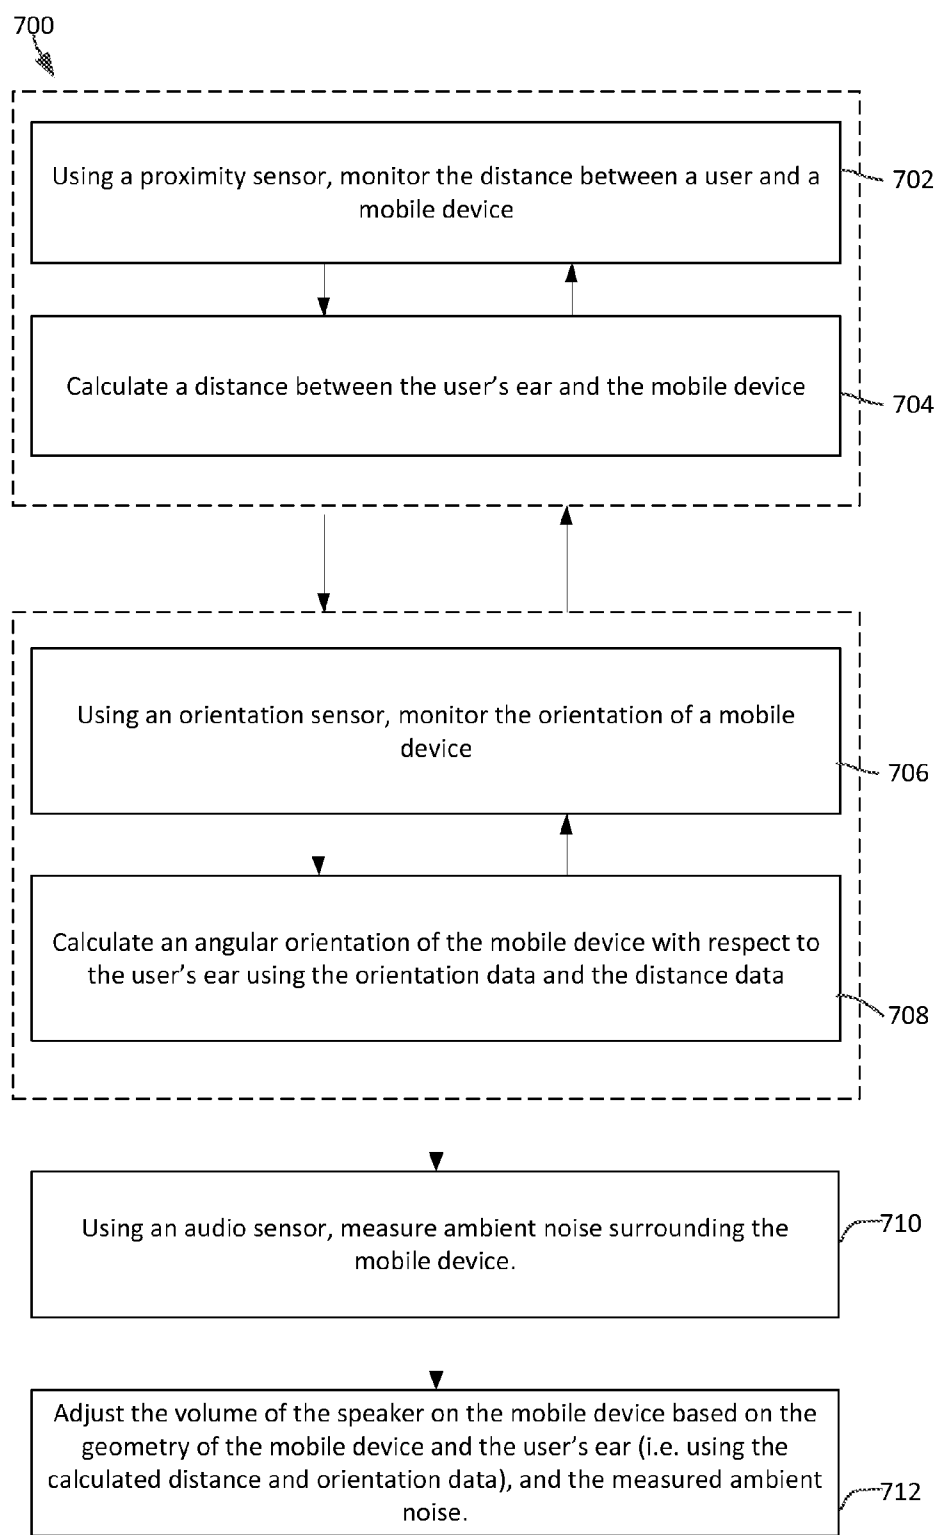 700
Using a proximity sensor, monitor the distance between a user and a
mobile device
702
Calculate a distance between the user's ear and the mobile device
704
Using an orientation sensor, monitor the orientation of a mobile
device
706
Calculate an angular orientation of the mobile device with respect to
the user's ear using the orientation data and the distance data
708
Using an audio sensor, measure ambient noise surrounding the
mobile device.
710
Adjust the volume of the speaker on the mobile device based on the
geometry of the mobile device and the user's ear (i.e. using the
calculated distance and orientation data), and the measured ambient
noise.
712